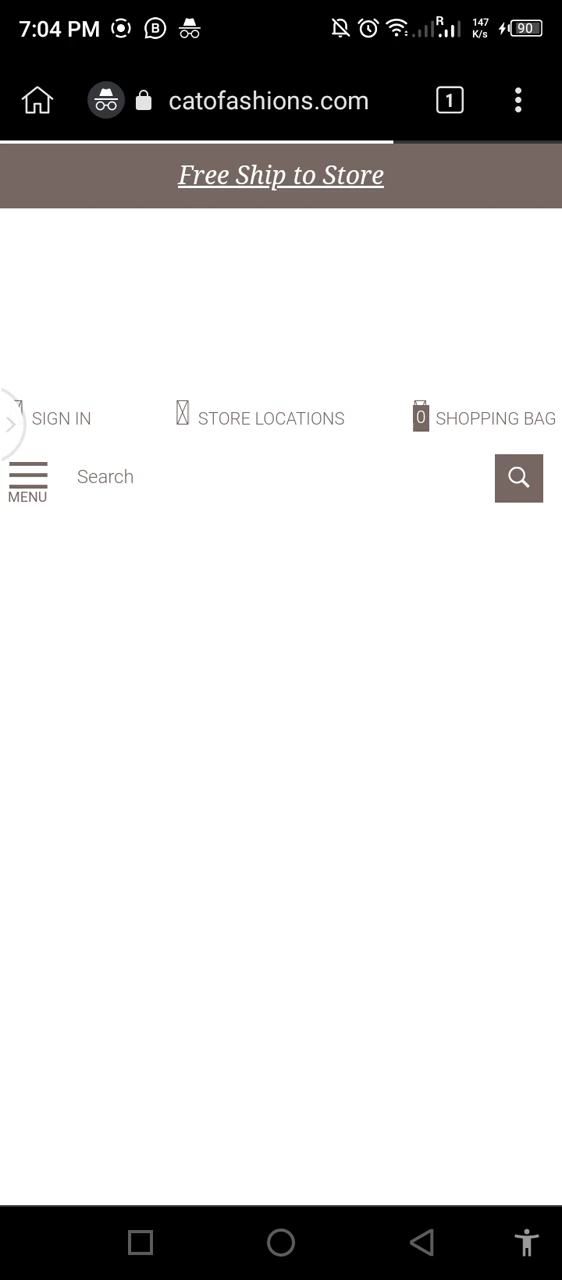 7:04 PM B R 147 K/s 90
catofashions.com 1
Free Ship to Store
SIGN IN STORE LOCATIONS 0 SHOPPING BAG
MENU Search